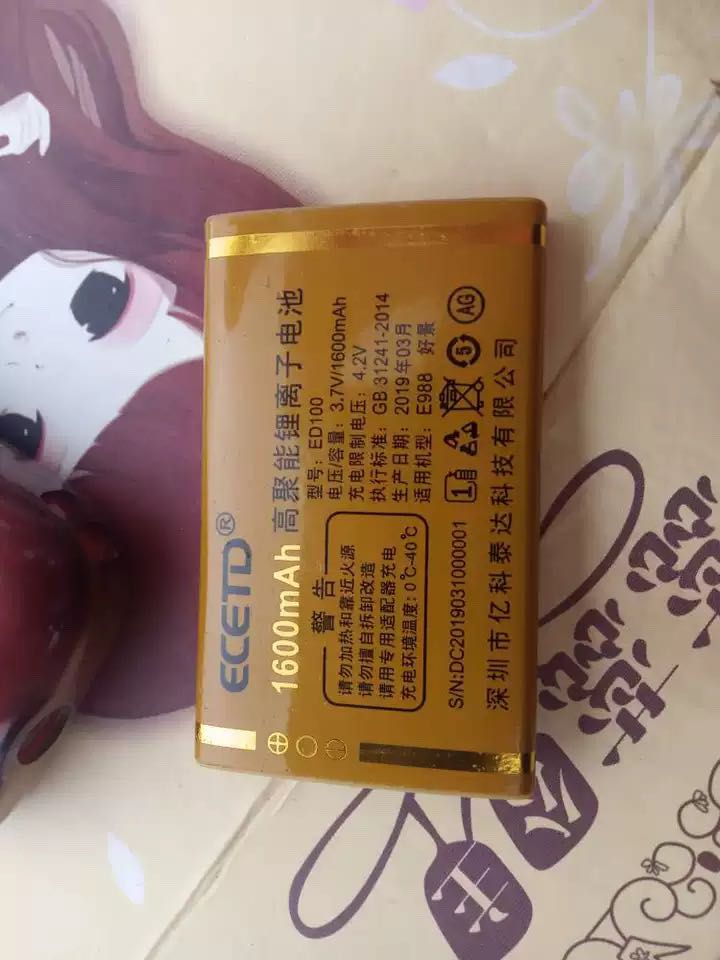 ECETD®
1600mAh 高聚能锂离子电池
型号：ED100
电压/容量：3.7V/1600mAh
充电限制电压：4.2V
执行标准：GB 31241-2014
生产日期：2019年03月
适用机型：E988 好景
警告
请勿加热和靠近火源
请勿擅自拆卸改造
请用专用适配器充电
充电环境温度：0℃-40℃
S/N:DC2019031000001
1 5 AG
深圳市亿科泰达科技有限公司